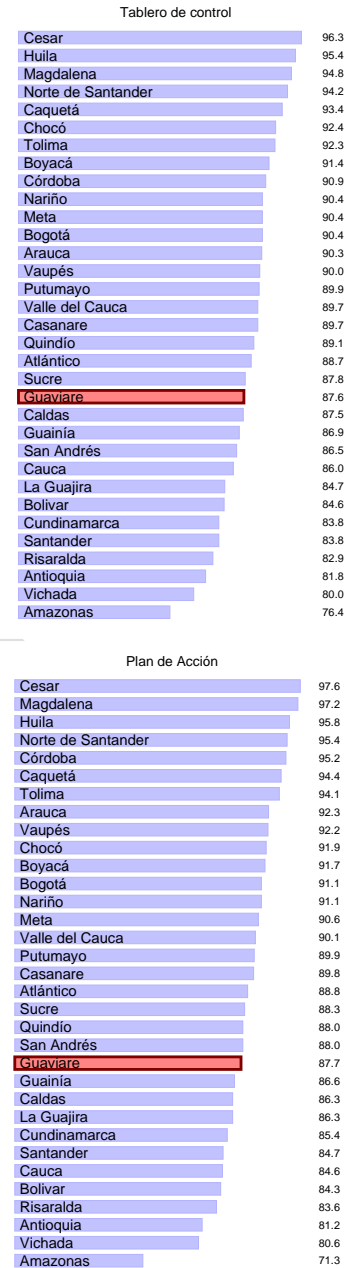 Tablero de control
Cesar 96.3
Huila 95.4
Magdalena 94.8
Norte de Santander 94.2
Caquetá 93.4
Chocó 92.4
Tolima 92.3
Boyacá 91.4
Córdoba 90.9
Nariño 90.4
Meta 90.4
Bogotá 90.4
Arauca 90.3
Vaupés 90.0
Putumayo 89.9
Valle del Cauca 89.7
Casanare 89.7
Quindío 89.1
Atlántico 88.7
Sucre 87.8
Guaviare 87.6
Caldas 87.5
Guainía 86.9
San Andrés 86.5
Cauca 86.0
La Guajira 84.7
Bolivar 84.6
Cundinamarca 83.8
Santander 83.8
Risaralda 82.9
Antioquia 81.8
Vichada 80.0
Amazonas 76.4
Plan de Acción
Cesar 97.6
Magdalena 97.2
Huila 95.8
Norte de Santander 95.4
Córdoba 95.2
Caquetá 94.4
Tolima 94.1
Arauca 92.3
Vaupés 92.2
Chocó 91.9
Boyacá 91.7
Bogotá 91.1
Nariño 91.1
Meta 90.6
Valle del Cauca 90.1
Putumayo 89.9
Casanare 89.8
Atlántico 88.8
Sucre 88.3
Quindío 88.0
San Andrés 88.0
Guaviare 87.7
Guainía 86.6
Caldas 86.3
La Guajira 86.3
Cundinamarca 85.4
Santander 84.7
Cauca 84.6
Bolivar 84.3
Risaralda 83.6
Antioquia 81.2
Vichada 80.6
Amazonas 71.3